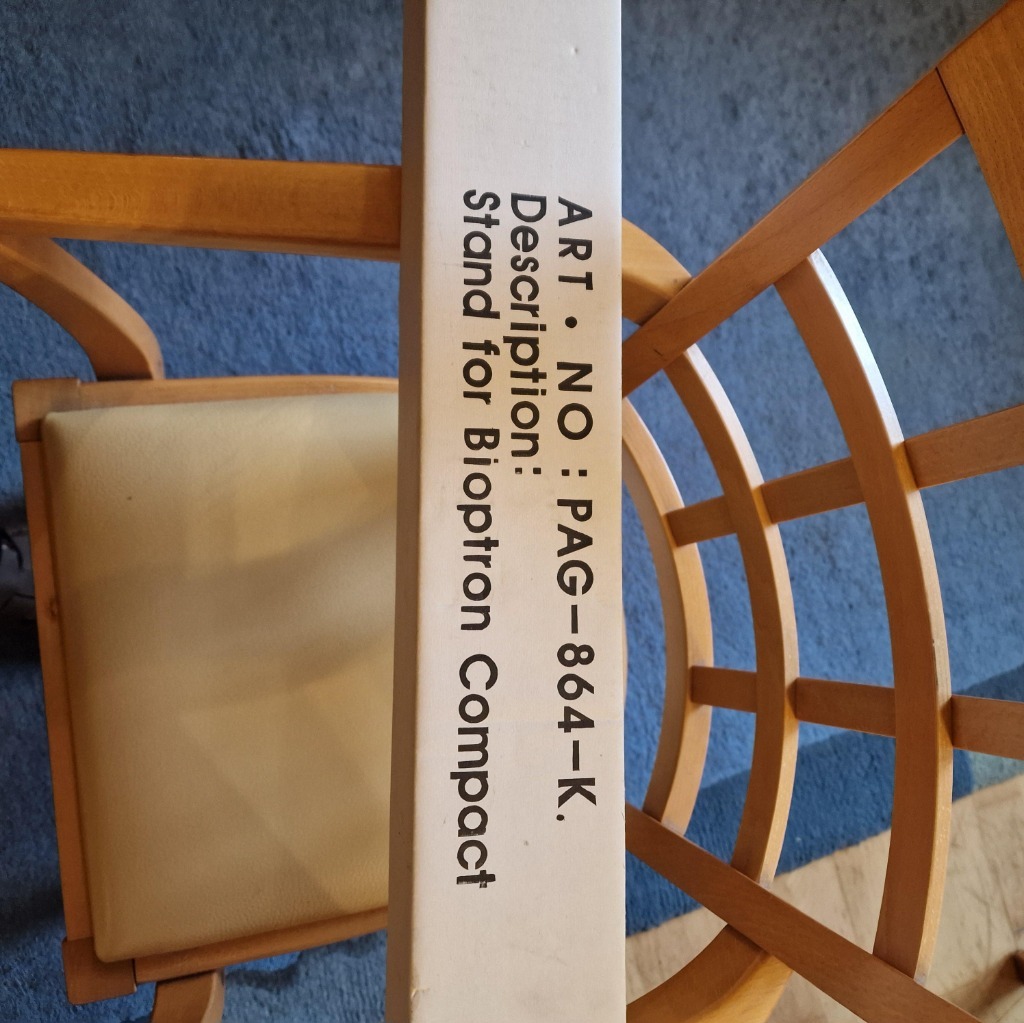 ART. NO : PAG-864-K.
Description:
Stand for Bioptron Compact